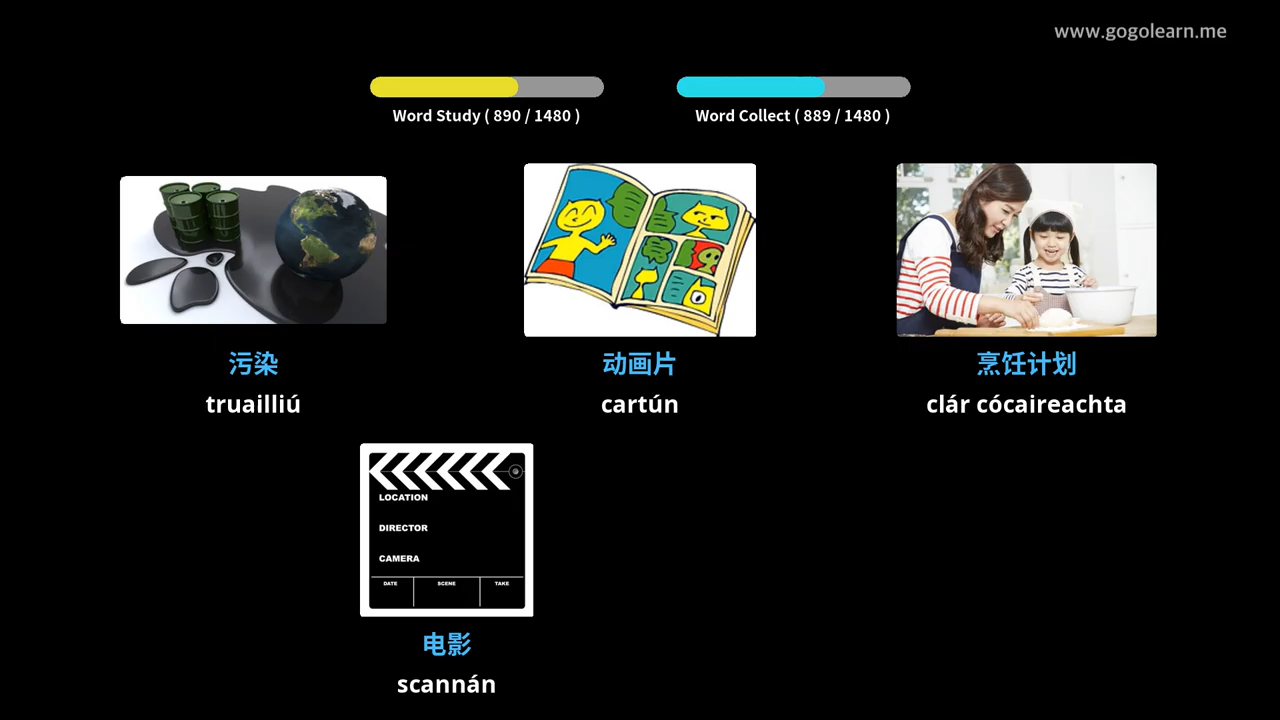 www.gogolearn.me
Word Study ( 890 / 1480 )
Word Collect ( 889 / 1480 )
污染
动画片
烹饪计划
truailliú
cartún
clár cócaireachta
LOCATION
DIRECTOR
CAMERA
DATE SCENE TAKE
电影
scannán